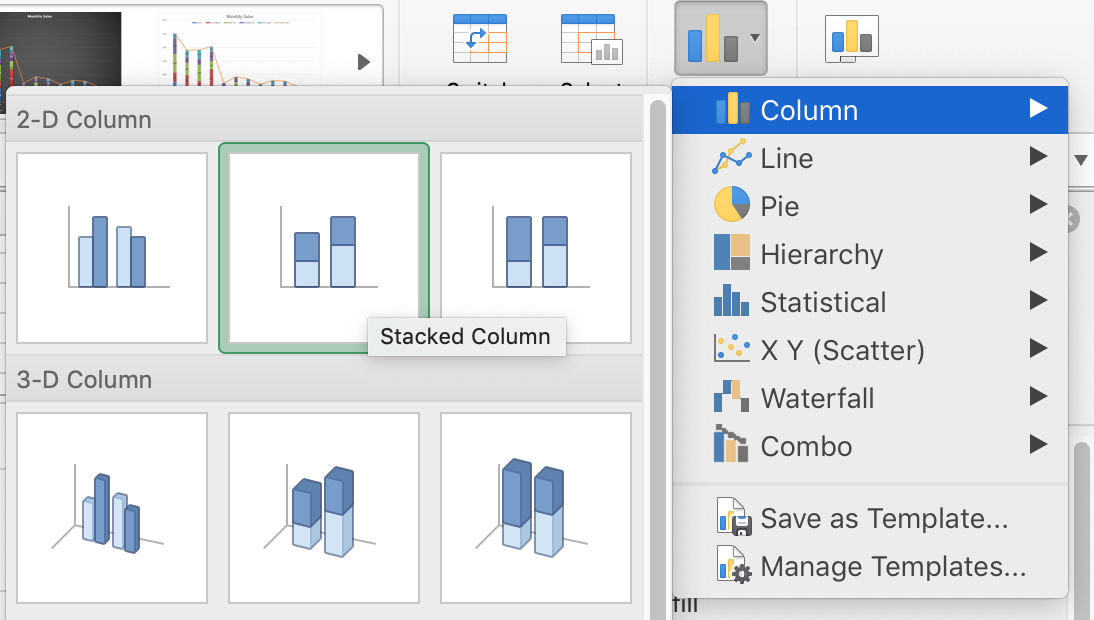 Monthly Sales
Monthly Sales
2-D Column
Stacked Column
3-D Column
Column
Line
Pie
Hierarchy
Statistical
X Y (Scatter)
Waterfall
Combo
Save as Template...
Manage Templates...
fill